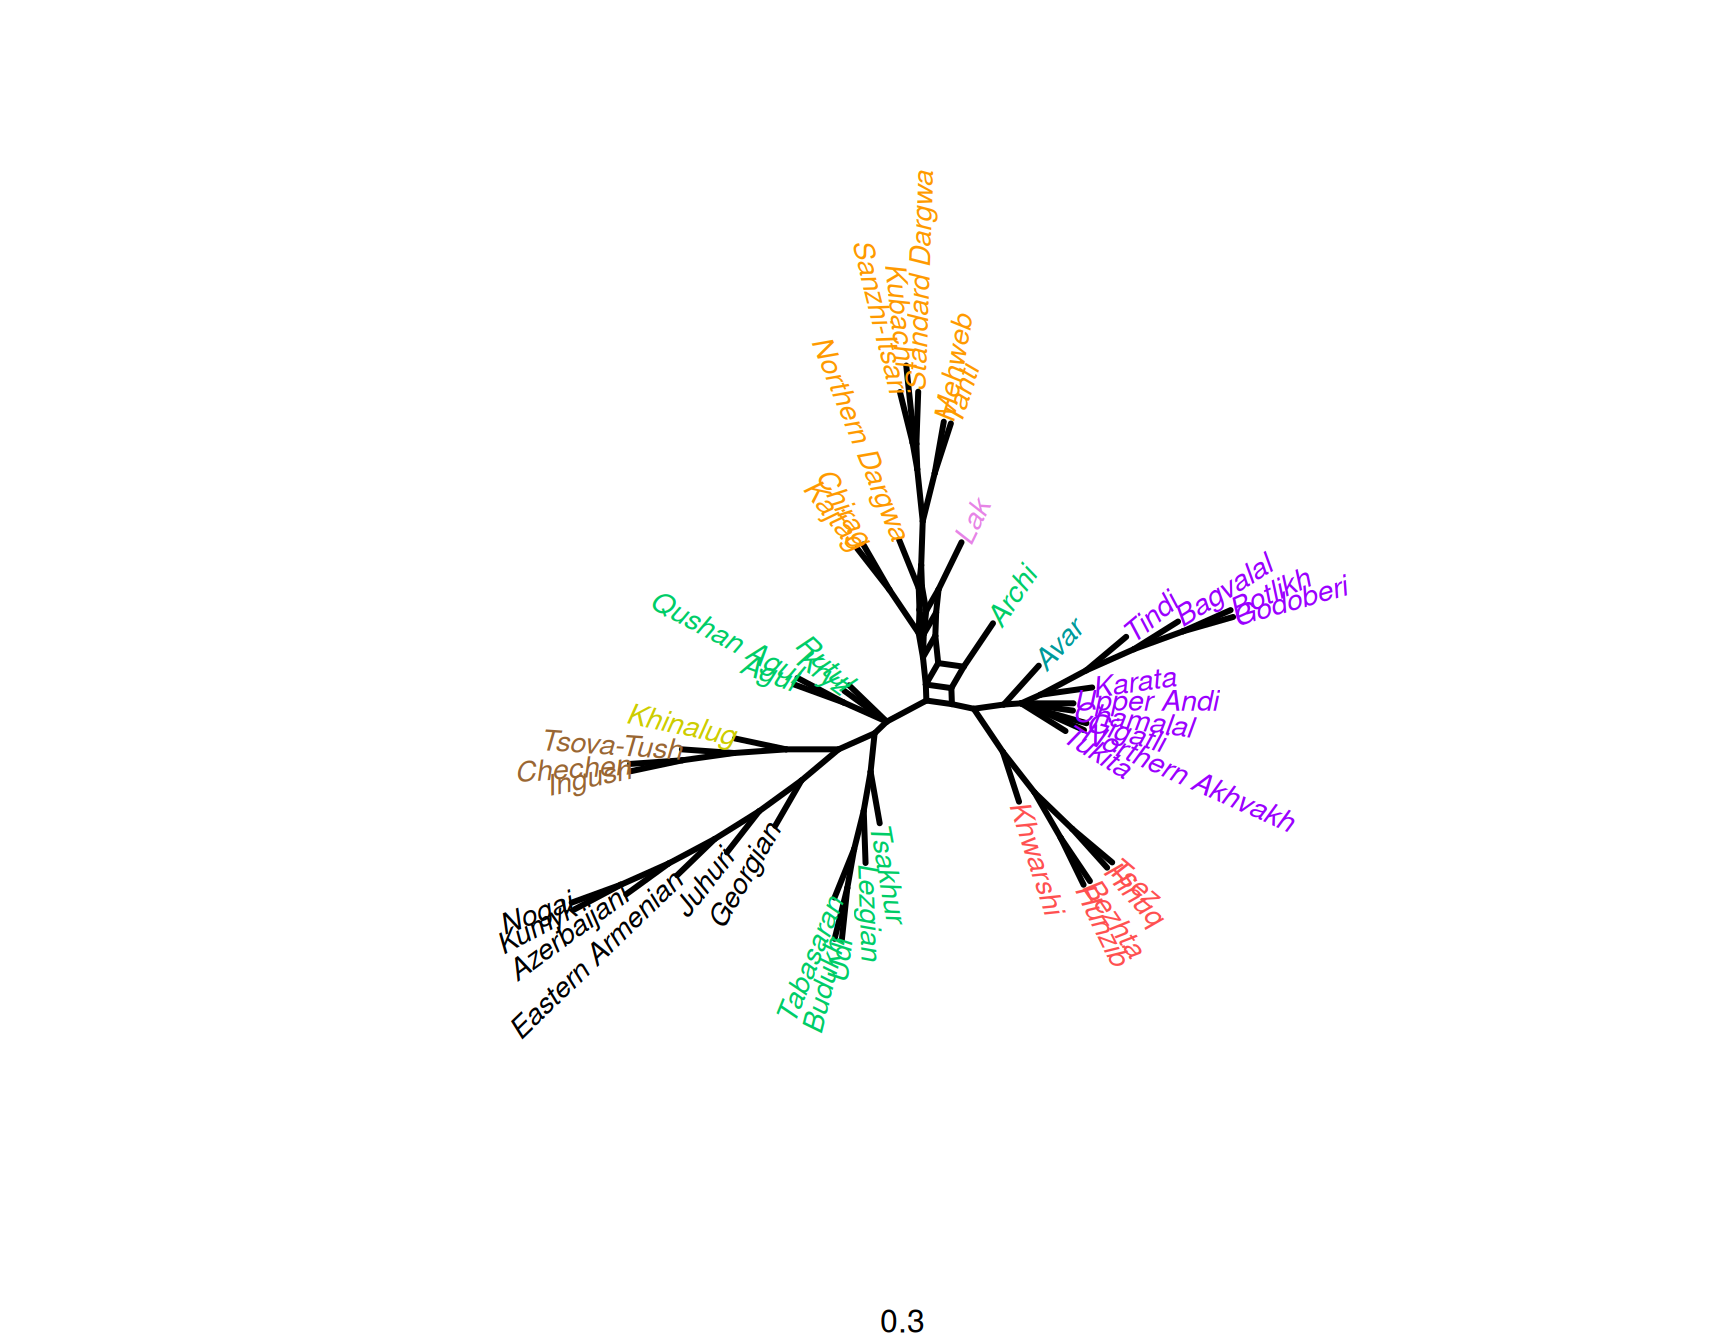 Standard Dargwa
Kubachi
Sanzhi-Itsari
Mehweb
Tanti
Northern Dargwa
Chirag
Kajtag
Lak
Archi
Avar
Tindi
Bagvalal
Botlikh
Godoberi
Karata
Upper Andi
Chamalal
Gigatli
Northern Akhvakh
Tukita
Qushan Aqul
Agul
Rutul
Kryz
Khinalug
Tsova-Tush
Chechen
Ingush
Nogai
Kumyk
Azerbaijani
Eastern Armenian
Juhuri
Georgian
Tsakhur
Lezgian
Tabasaran
Budukh
Udi
Khwarshi
Tsez
Hinuq
Bezhta
Hunzib
0.3